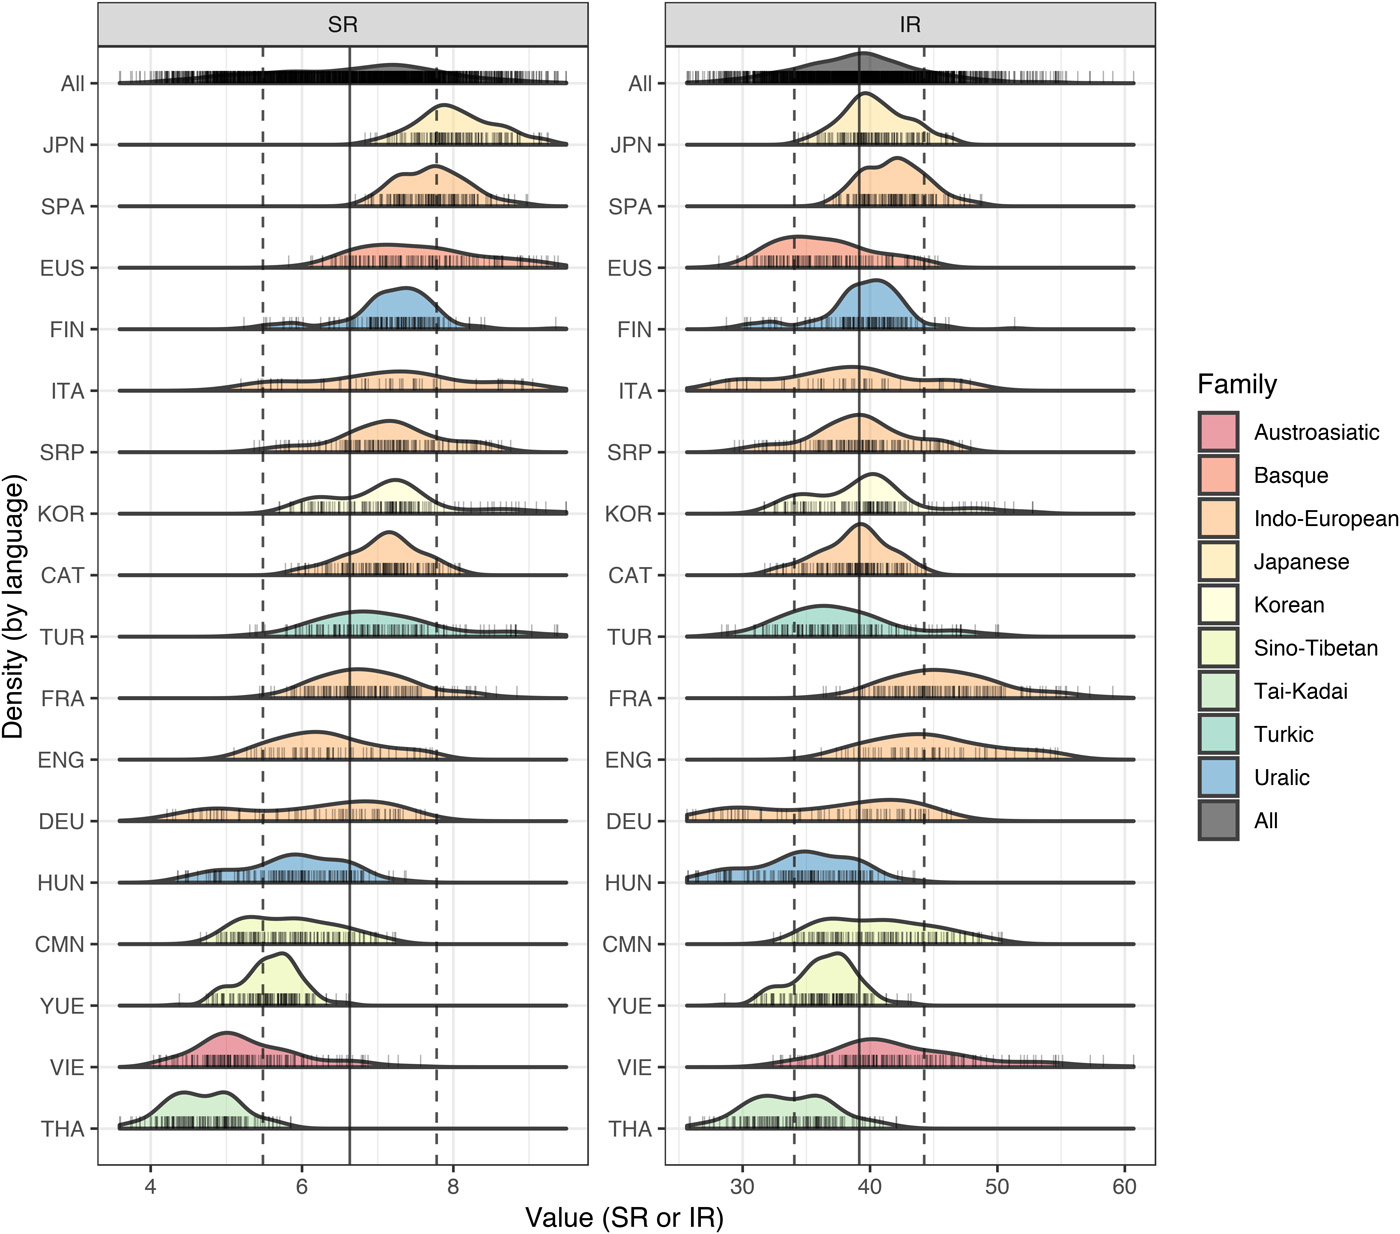 SR
IR
All
JPN
SPA
EUS
FIN
ITA
SRP
KOR
CAT
TUR
FRA
ENG
DEU
HUN
CMN
YUE
VIE
THA
All
JPN
SPA
EUS
FIN
ITA
SRP
KOR
CAT
TUR
FRA
ENG
DEU
HUN
CMN
YUE
VIE
THA
4 6 8
30 40 50 60
Value (SR or IR)
Density (by language)
Family
Austroasiatic
Basque
Indo-European
Japanese
Korean
Sino-Tibetan
Tai-Kadai
Turkic
Uralic
All